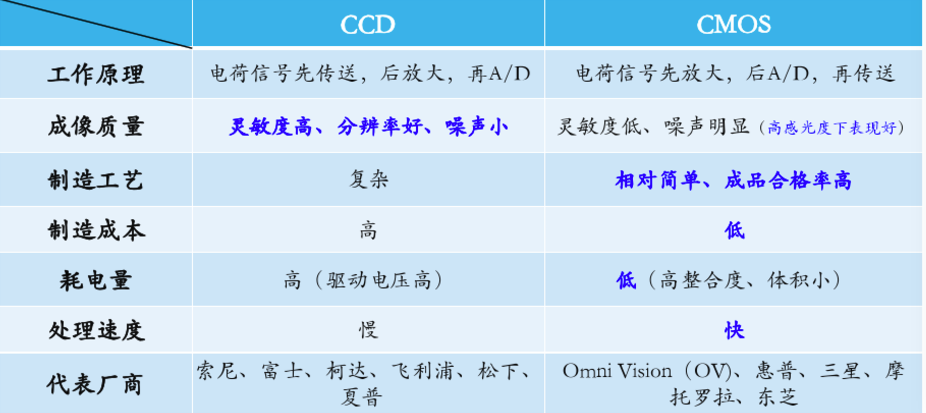 CCD CMOS
工作原理 电荷信号先传送，后放大，再A/D 电荷信号先放大，后A/D，再传送
成像质量 灵敏度高、分辨率好、噪声小 灵敏度低、噪声明显（高感光度下表现好）
制造工艺 复杂 相对简单、成品合格率高
制造成本 高 低
耗电量 高（驱动电压高） 低（高整合度、体积小）
处理速度 慢 快
代表厂商 索尼、富士、柯达、飞利浦、松下、 Omni Vision（OV)、惠普、三星、摩
夏普 托罗拉、东芝